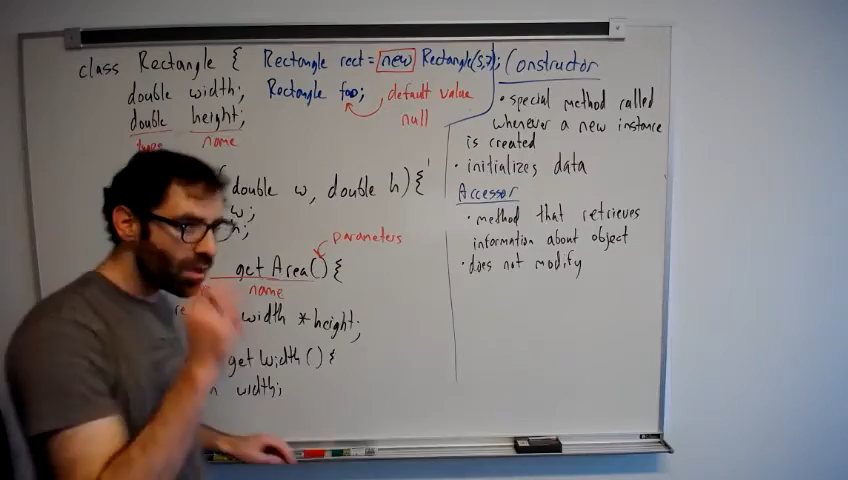 class Rectangle {
double width;
double height;
type name
(double w, double h) {
w;
h;
parameters
getArea() {
name
width * height;
getWidth() {
n width;
Rectangle rect = new Rectangle(5,7);
Rectangle foo;
default value
null
Constructor
• special method called
whenever a new instance
is created
• initializes data
Accessor
• method that retrieves
information about object
• does not modify